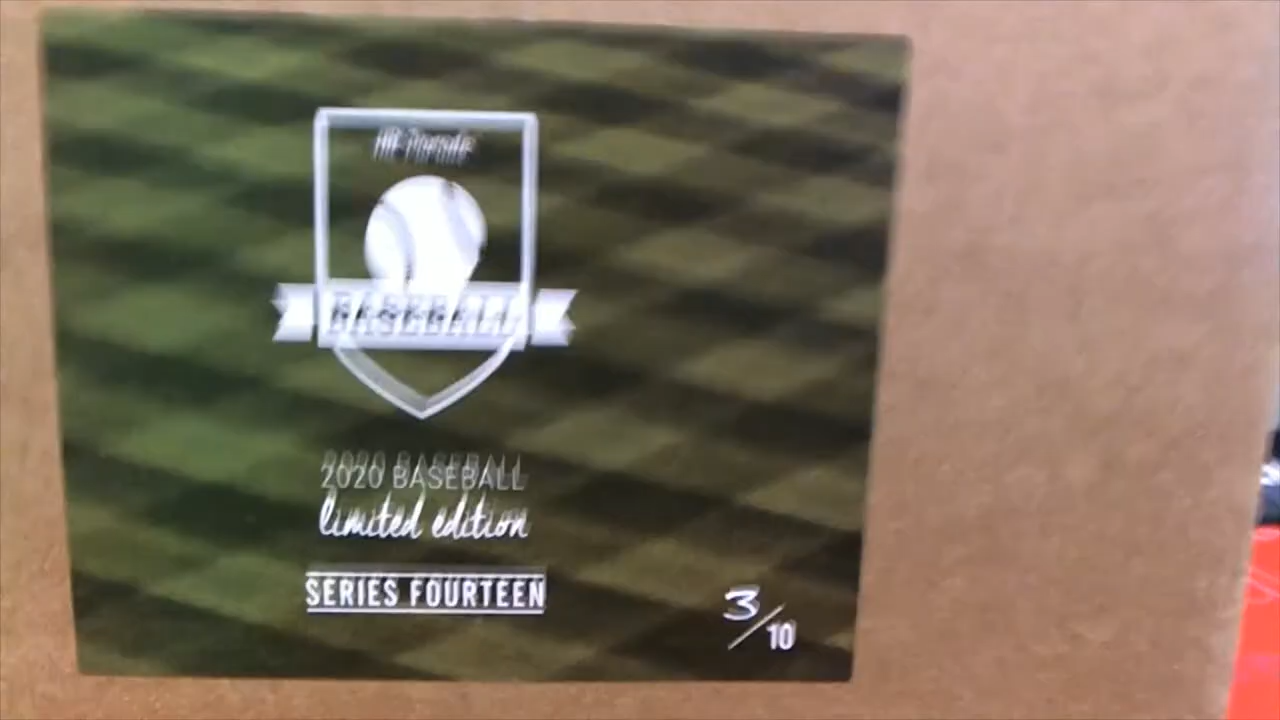 Hit Parade
BASEBALL
2020 BASEBALL
limited edition
SERIES FOURTEEN
3/10